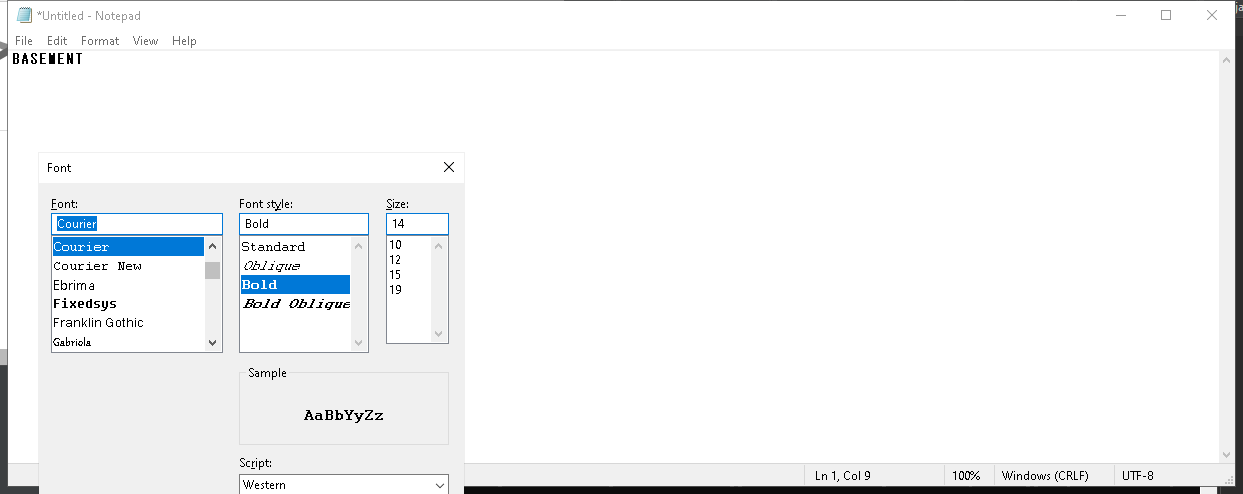 *Untitled - Notepad
File Edit Format View Help
BASEMENT
Font
Font: Font style: Size:
Courier Bold 14
Courier Standard 10
Courier New Oblique 12
Ebrima Bold 15
Fixedsys Bold Oblique 19
Franklin Gothic
Gabriola
Sample
AaBbYyZz
Script:
Western
Ln 1, Col 9 100% Windows (CRLF) UTF-8